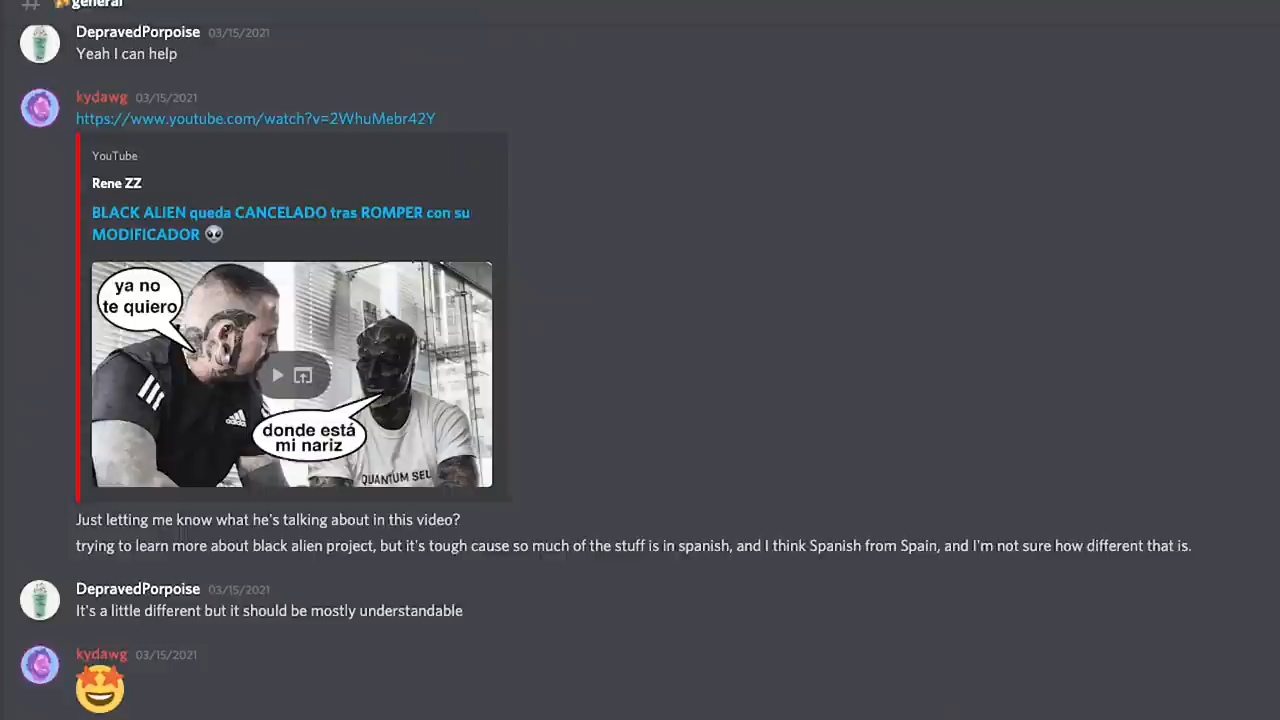 general
DepravedPorpoise 03/15/2021
Yeah I can help
kydawg 03/15/2021
https://www.youtube.com/watch?v=2WhuMebr42Y
YouTube
Rene ZZ
BLACK ALIEN queda CANCELADO tras ROMPER con su
MODIFICADOR
ya no
te quiero
adidas
donde está
mi nariz
QUANTUM SEL
Just letting me know what he's talking about in this video?
trying to learn more about black alien project, but it's tough cause so much of the stuff is in spanish, and I think Spanish from Spain, and I'm not sure how different that is.
DepravedPorpoise 03/15/2021
It's a little different but it should be mostly understandable
kydawg 03/15/2021